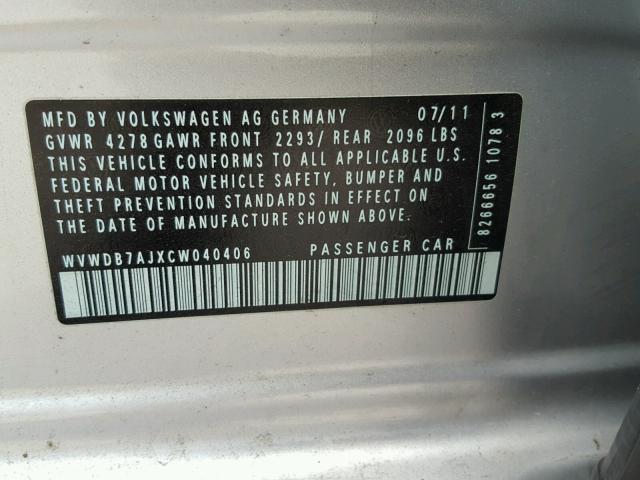 MFD BY VOLKSWAGEN AG GERMANY 07/11
GVWR 4278 GAWR FRONT 2293/ REAR 2096 LBS
THIS VEHICLE CONFORMS TO ALL APPLICABLE U.S.
FEDERAL MOTOR VEHICLE SAFETY, BUMPER AND
THEFT PREVENTION STANDARDS IN EFFECT ON
THE DATE OF MANUFACTURE SHOWN ABOVE.
WVWDB7AJXCW040406 PASSENGER CAR
8266656 1078 3